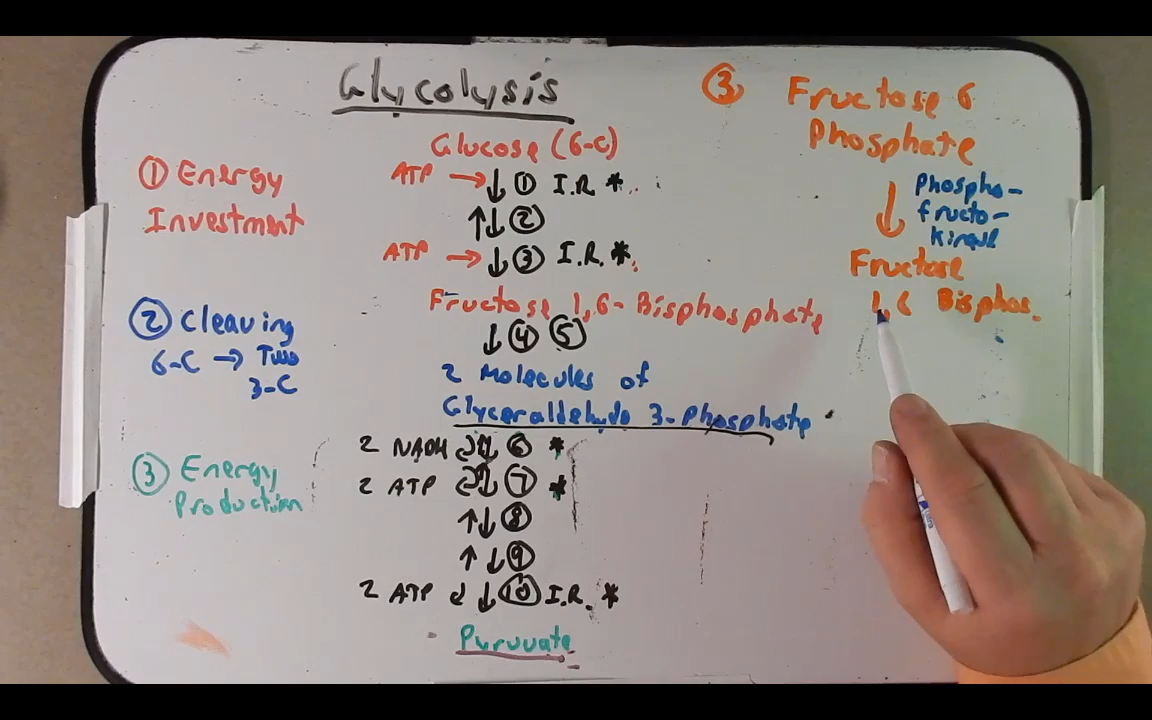 Glycolysis
① Energy
Investment
② Cleaving
6-C → Two
3-C
③ Energy
Production
Glucose (6-C)
ATP → ↓ ① I.R *
↑↓ ②
ATP → ↓ ③ I.R. *
Fructose 1,6-Bisphosphate
↓ ④ ⑤
2 Molecules of
Glyceraldehyde 3-Phosphate
2 NADH ↓ ⑥ *
2 ATP ↓ ⑦ *
↑↓ ⑧
↑↓ ⑨
2 ATP ↙ ↓ ⑩ I.R. *
Pyruvate
③ Fructose 6
Phosphate
↓ Phospho-
fructo-
kinase
Fructose
1,6 Bisphos.